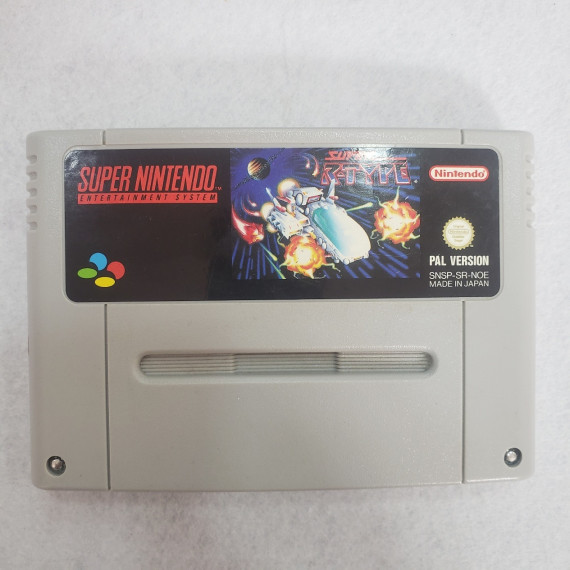 SUPER NINTENDO
ENTERTAINMENT SYSTEM
SUPER
R-TYPE
Nintendo
PAL VERSION
SNSP-SR-NOE
MADE IN JAPAN